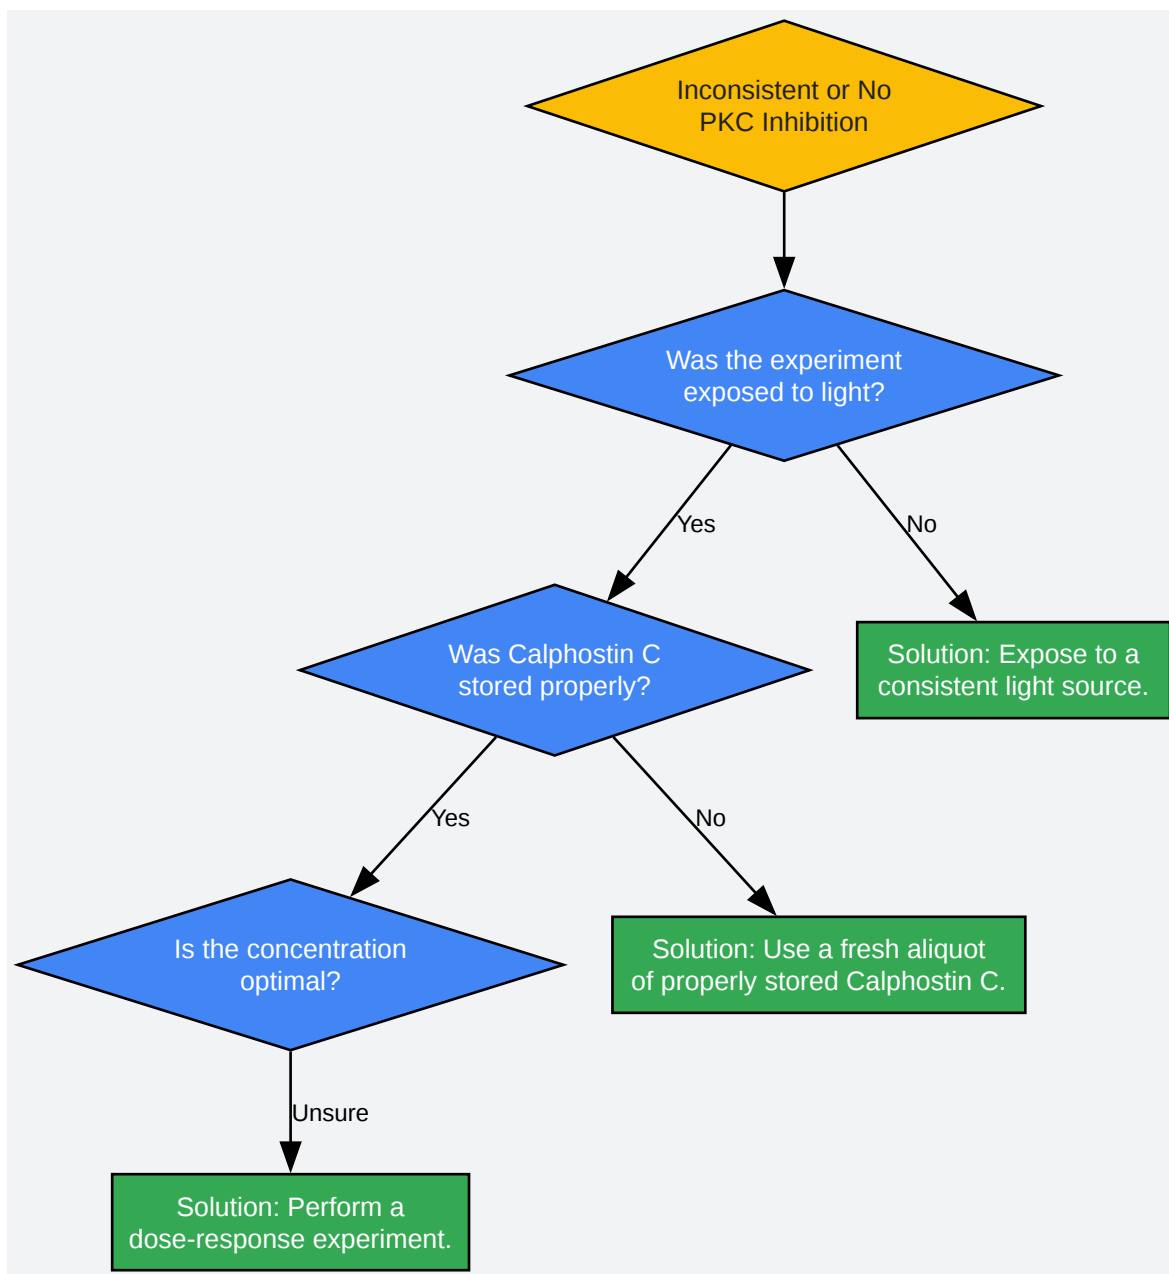 Inconsistent or No
PKC Inhibition
Was the experiment
exposed to light?
Yes
No
Was Calphostin C
stored properly?
Solution: Expose to a
consistent light source.
Yes
No
Is the concentration
optimal?
Solution: Use a fresh aliquot
of properly stored Calphostin C.
Unsure
Solution: Perform a
dose-response experiment.